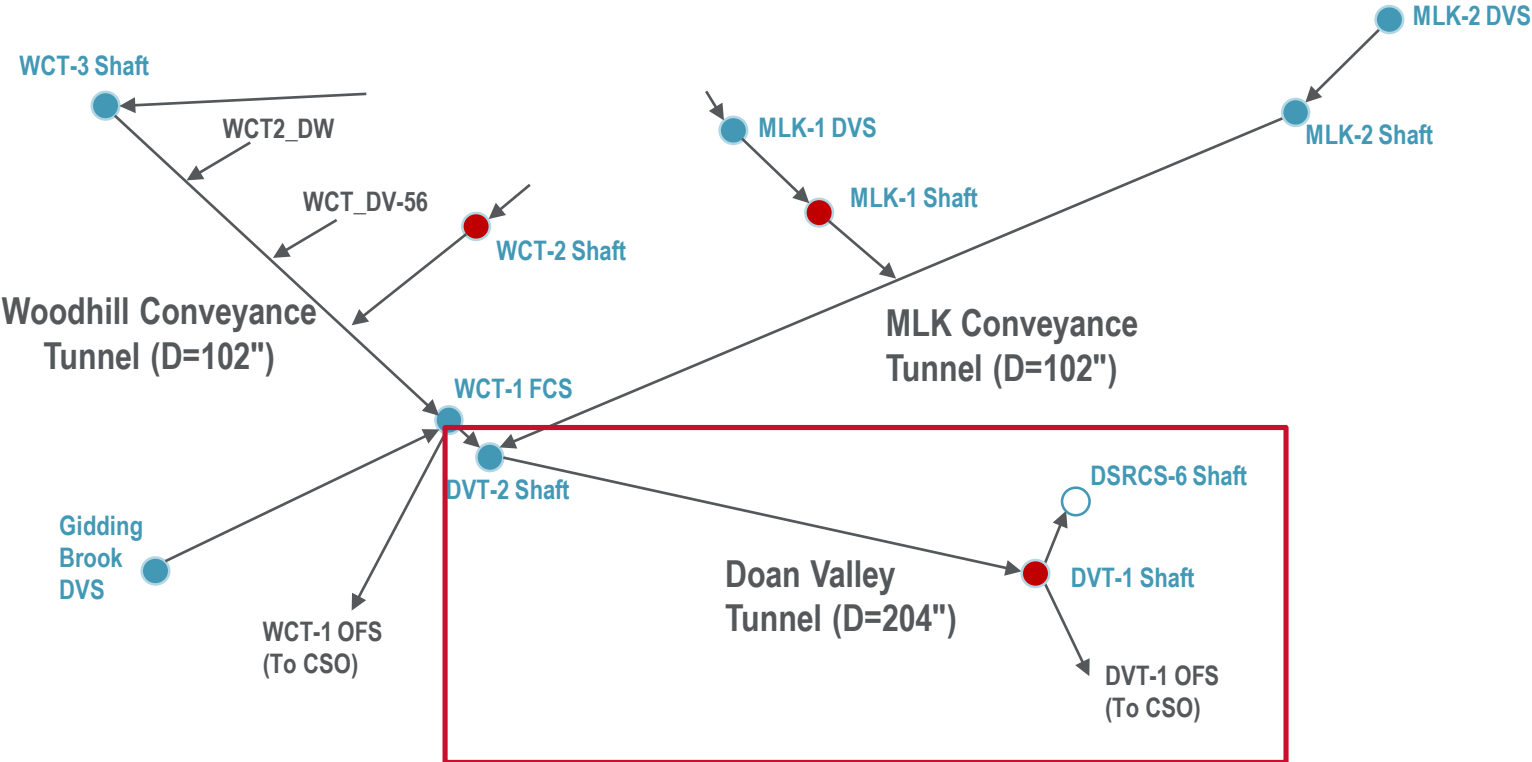 MLK-2 DVS
WCT-3 Shaft
WCT2_DW
MLK-1 DVS
MLK-2 Shaft
WCT_DV-56
MLK-1 Shaft
WCT-2 Shaft
Woodhill Conveyance
Tunnel (D=102")
MLK Conveyance
Tunnel (D=102")
WCT-1 FCS
DVT-2 Shaft
DSRCS-6 Shaft
Gidding
Brook
DVS
Doan Valley
Tunnel (D=204")
DVT-1 Shaft
WCT-1 OFS
(To CSO)
DVT-1 OFS
(To CSO)